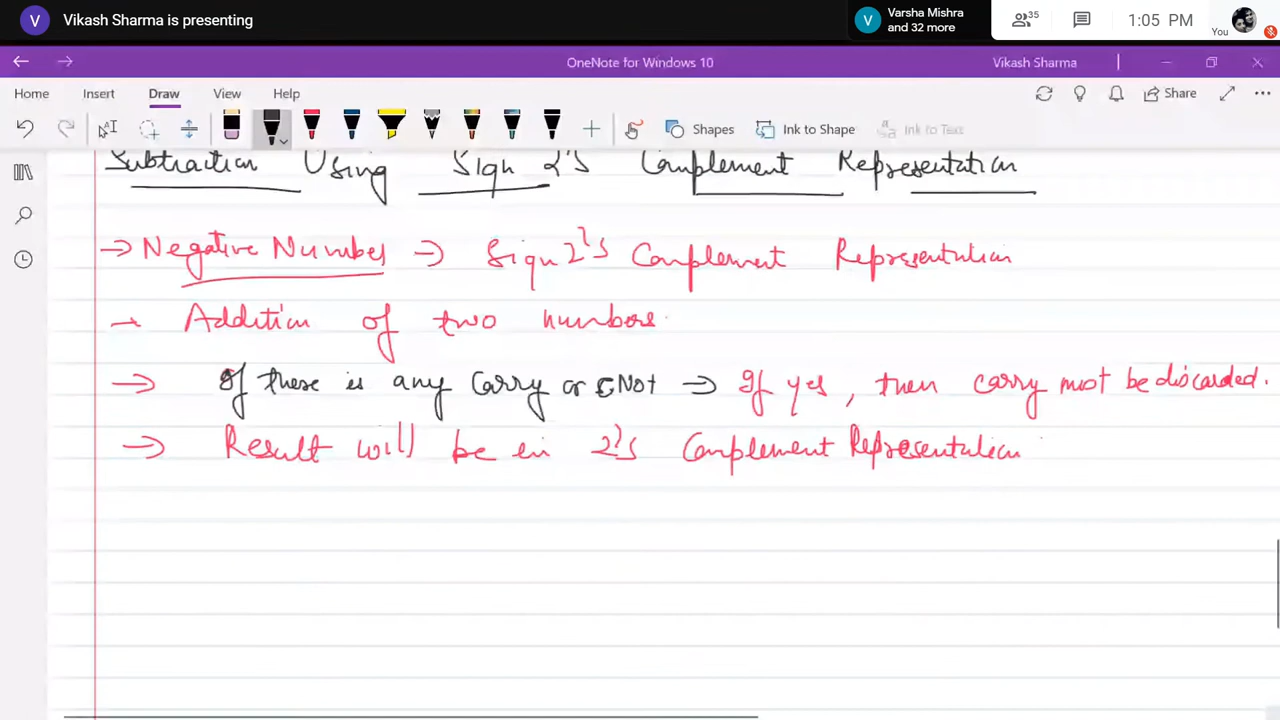 V Vikash Sharma is presenting
V Varsha Mishra and 32 more
35
You
1:05 PM
OneNote for Windows 10
Vikash Sharma
Home Insert Draw View Help
Share
Shapes Ink to Shape Ink to Text
Subtraction Using Sign 2's Complement Representation
→ Negative Number → Sign 2's Complement Representation
→ Addition of two numbers.
→ If there is any Carry or Not → If yes, then carry must be discarded.
→ Result will be in 2's Complement Representation